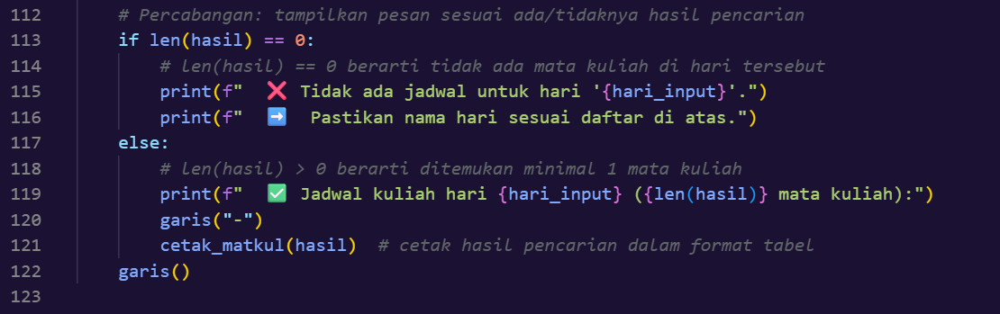 112 # Percabangan: tampilkan pesan sesuai ada/tidaknya hasil pencarian
113 if len(hasil) == 0:
114 # len(hasil) == 0 berarti tidak ada mata kuliah di hari tersebut
115 print(f"  ❌ Tidak ada jadwal untuk hari '{hari_input}'.")
116 print(f"  ➡️  Pastikan nama hari sesuai daftar di atas.")
117 else:
118 # len(hasil) > 0 berarti ditemukan minimal 1 mata kuliah
119 print(f"  ✅ Jadwal kuliah hari {hari_input} ({len(hasil)} mata kuliah):")
120 garis("-")
121 cetak_matkul(hasil)  # cetak hasil pencarian dalam format tabel
122 garis()
123